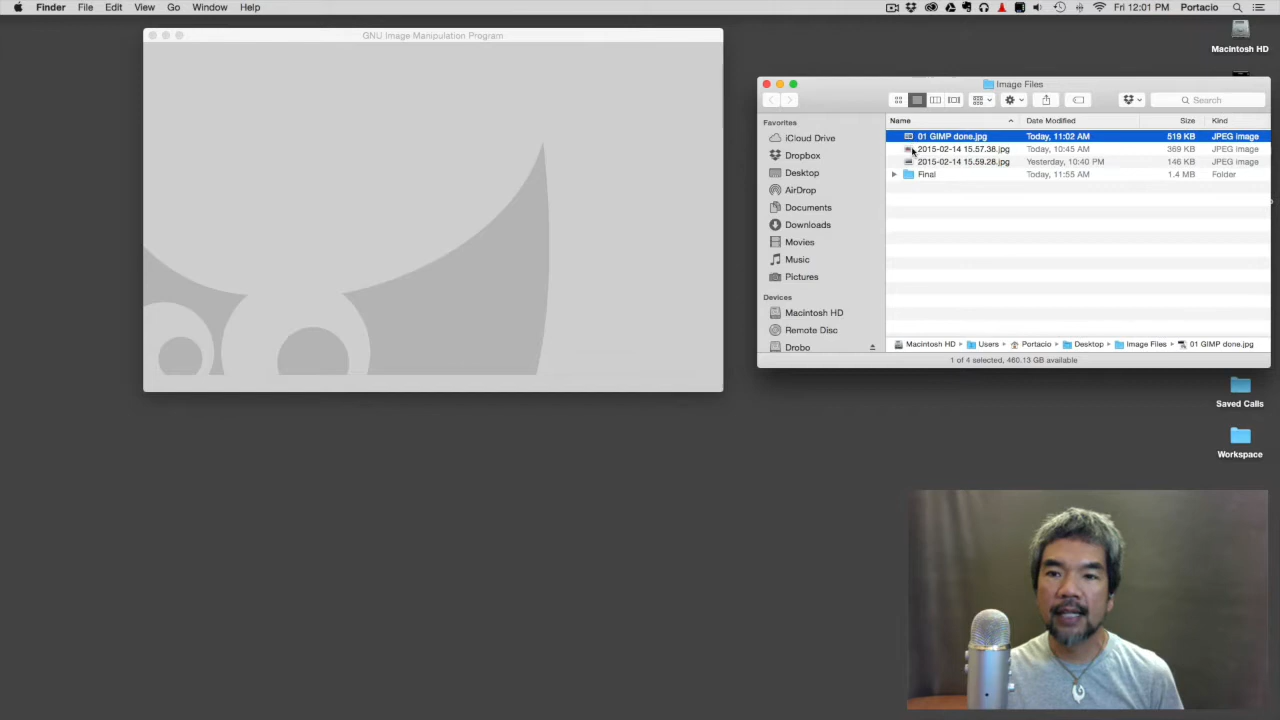 Finder File Edit View Go Window Help Fri 12:01 PM Portacio
GNU Image Manipulation Program
Macintosh HD
Image Files
Search
Favorites
iCloud Drive
Dropbox
Desktop
AirDrop
Documents
Downloads
Movies
Music
Pictures
Devices
Macintosh HD
Remote Disc
Drobo
Name Date Modified Size Kind
01 GIMP done.jpg Today, 11:02 AM 519 KB JPEG image
2015-02-14 15.57.38.jpg Today, 10:45 AM 369 KB JPEG image
2015-02-14 15.59.28.jpg Yesterday, 10:40 PM 146 KB JPEG image
Final Today, 11:55 AM 1.4 MB Folder
Macintosh HD Users Portacio Desktop Image Files 01 GIMP done.jpg
1 of 4 selected, 460.13 GB available
Saved Calls
Workspace